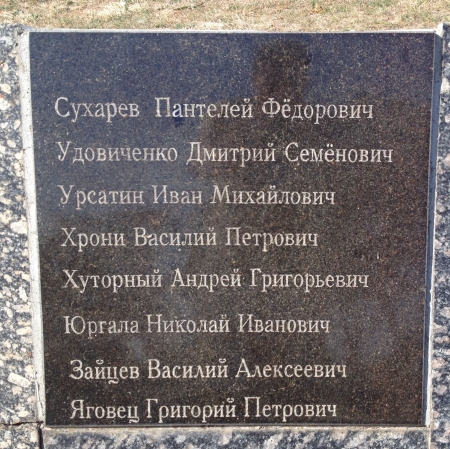 Сухарев Пантелей Фёдорович
Удовиченко Дмитрий Семёнович
Урсатин Иван Михайлович
Хрони Василий Петрович
Хуторный Андрей Григорьевич
Юргала Николай Иванович
Зайцев Василий Алексеевич
Яговец Григорий Петрович